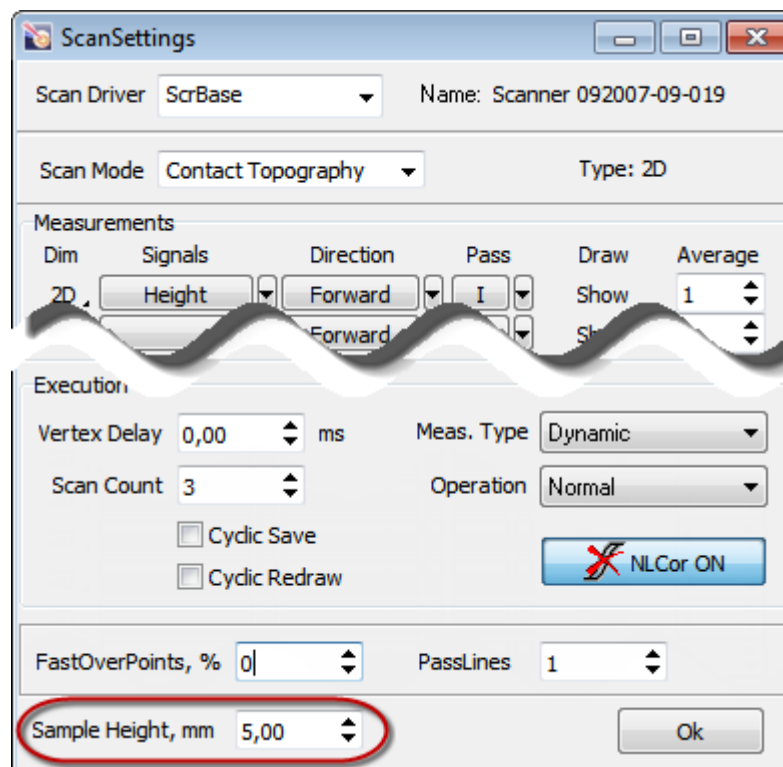 ScanSettings
Scan Driver ScrBase Name: Scanner 092007-09-019
Scan Mode Contact Topography Type: 2D
Measurements
Dim Signals Direction Pass Draw Average
2D Height Forward I Show 1
Forward
Execution
Vertex Delay 0,00 ms Meas. Type Dynamic
Scan Count 3 Operation Normal
Cyclic Save
NLCor ON
Cyclic Redraw
FastOverPoints, % 0 PassLines 1
Sample Height, mm 5,00 Ok